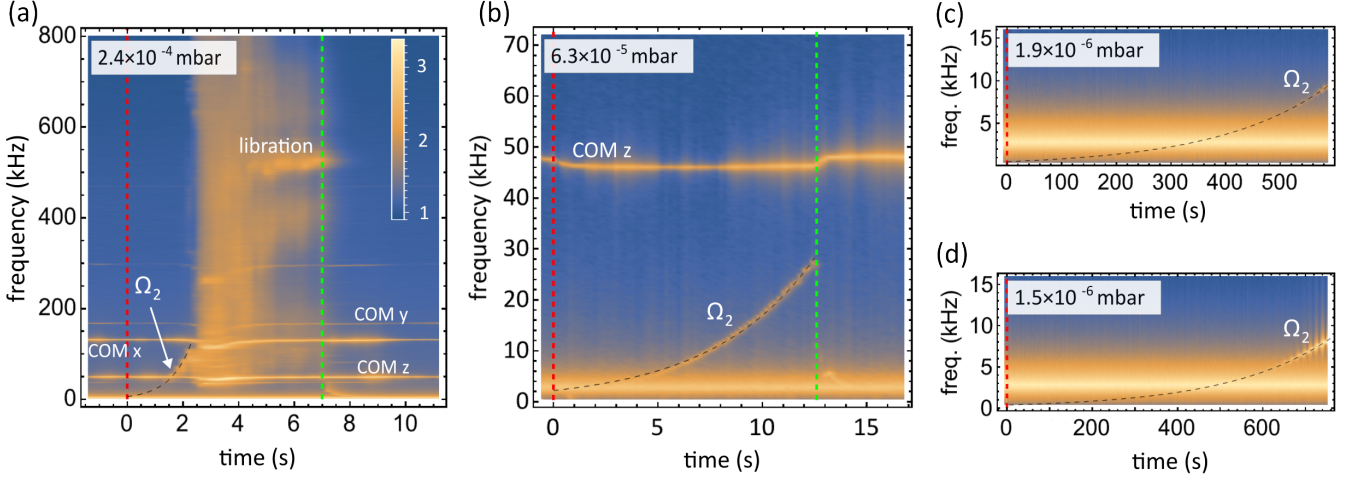 (a)
800
600
400
200
0
frequency (kHz)
2.4×10 -4 mbar
3
2
1
libration
Ω2
COM y
COM x
COM z
0 2 4 6 8 10
time (s)
(b)
70
60
50
40
30
20
10
0
frequency (kHz)
6.3×10 -5 mbar
COM z
Ω2
0 5 10 15
time (s)
(c)
15
10
5
freq. (kHz)
1.9×10 -6 mbar
Ω2
0 100 200 300 400 500
time (s)
(d)
15
10
5
0
freq. (kHz)
1.5×10 -6 mbar
Ω2
0 200 400 600
time (s)